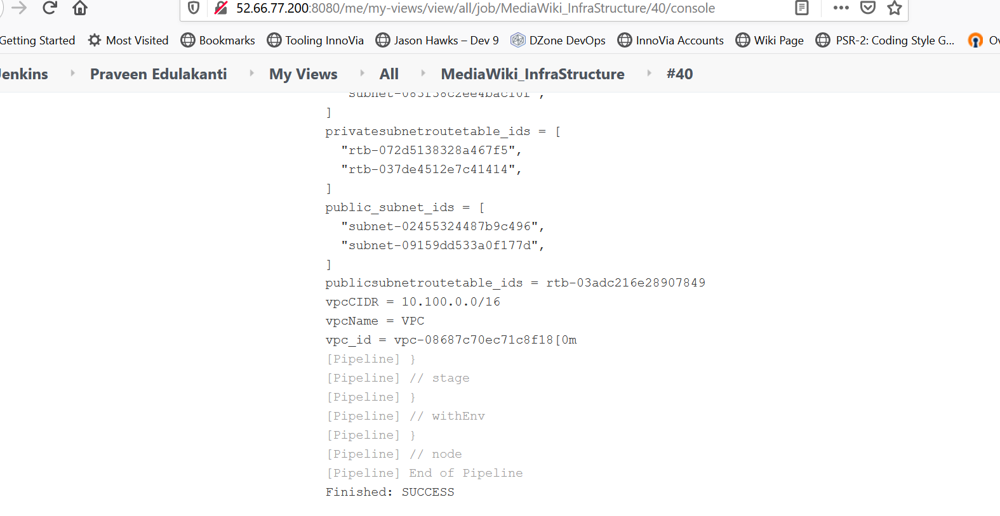 52.66.77.200:8080/me/my-views/view/all/job/MediaWiki_InfraStructure/40/console
Getting Started Most Visited Bookmarks Tooling InnoVia Jason Hawks – Dev 9 DZone DevOps InnoVia Accounts Wiki Page PSR-2: Coding Style G... Ov
Jenkins Praveen Edulakanti My Views All MediaWiki_InfraStructure #40
]
privatesubnetroutetable_ids = [
"rtb-072d5138328a467f5",
"rtb-037de4512e7c41414",
]
public_subnet_ids = [
"subnet-02455324487b9c496",
"subnet-09159dd533a0f177d",
]
publicsubnetroutetable_ids = rtb-03adc216e28907849
vpcCIDR = 10.100.0.0/16
vpcName = VPC
vpc_id = vpc-08687c70ec71c8f18[0m
[Pipeline] }
[Pipeline] // stage
[Pipeline] }
[Pipeline] // withEnv
[Pipeline] }
[Pipeline] // node
[Pipeline] End of Pipeline
Finished: SUCCESS